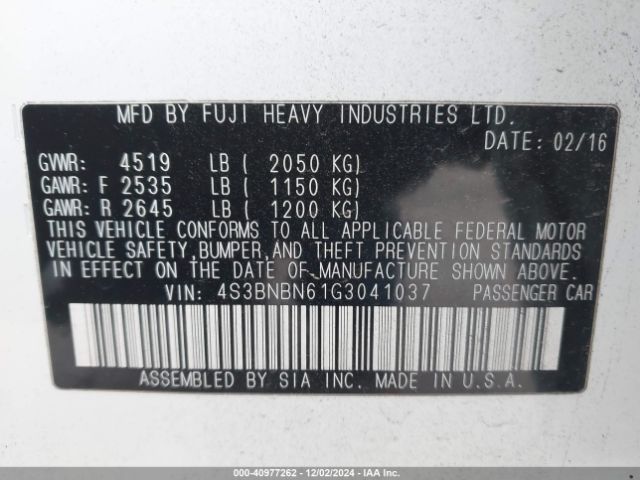 MFD BY FUJI HEAVY INDUSTRIES LTD.
DATE: 02/16
GVWR: 4519 LB ( 2050 KG)
GAWR: F 2535 LB ( 1150 KG)
GAWR: R 2645 LB ( 1200 KG)
THIS VEHICLE CONFORMS TO ALL APPLICABLE FEDERAL MOTOR
VEHICLE SAFETY,BUMPER,AND THEFT PREVENTION STANDARDS
IN EFFECT ON THE DATE OF MANUFACTURE SHOWN ABOVE.
VIN: 4S3BNBN61G3041037 PASSENGER CAR
ASSEMBLED BY SIA INC. MADE IN U.S.A.
000-40977262 - 12/02/2024 - IAA Inc.